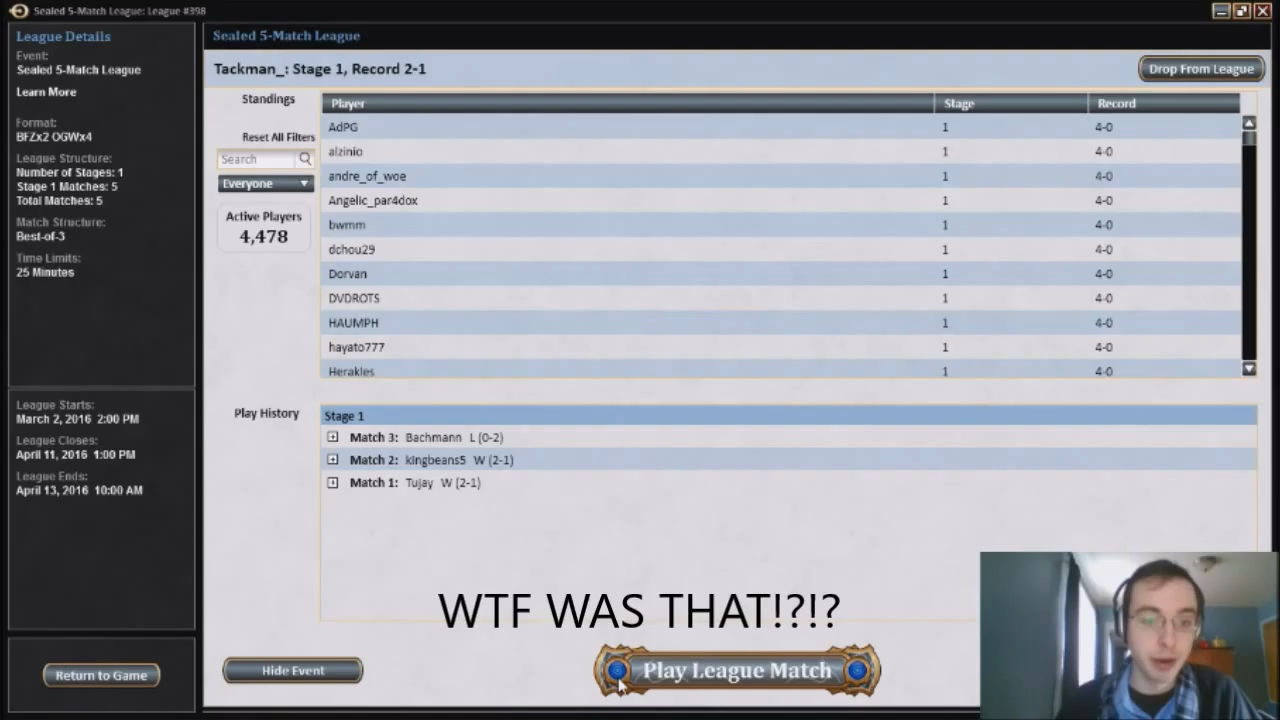 Sealed 5-Match League: League #398
League Details
Event:
Sealed 5-Match League
Learn More
Format:
BFZx2 OGWx4
League Structure:
Number of Stages: 1
Stage 1 Matches: 5
Total Matches: 5
Match Structure:
Best-of-3
Time Limits:
25 Minutes
League Starts:
March 2, 2016 2:00 PM
League Closes:
April 11, 2016 1:00 PM
League Ends:
April 13, 2016 10:00 AM
Return to Game
Sealed 5-Match League
Tackman_: Stage 1, Record 2-1
Drop From League
Standings
Reset All Filters
Search
Everyone
Active Players
4,478
Player Stage Record
AdPG 1 4-0
alzinio 1 4-0
andre_of_woe 1 4-0
Angelic_par4dox 1 4-0
bwmm 1 4-0
dchou29 1 4-0
Dorvan 1 4-0
DVDROTS 1 4-0
HAUMPH 1 4-0
hayato777 1 4-0
Herakles 1 4-0
Play History
Stage 1
Match 3: Bachmann L (0-2)
Match 2: kingbeans5 W (2-1)
Match 1: Tujay W (2-1)
WTF WAS THAT!?!?
Hide Event
Play League Match